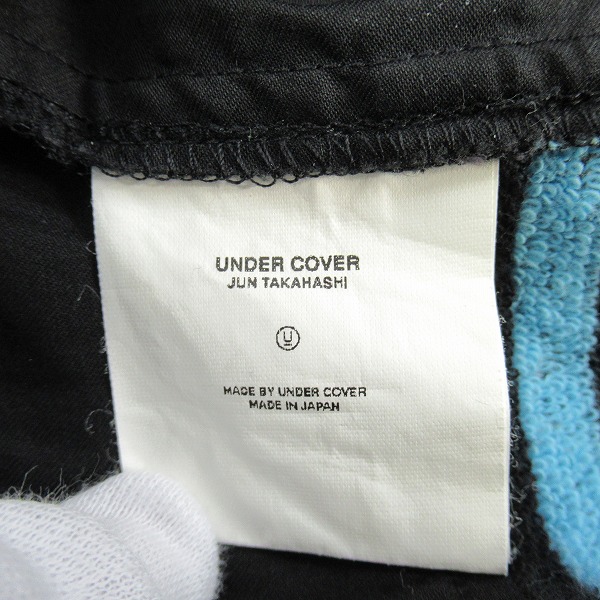 UNDER COVER
JUN TAKAHASHI
U
MADE BY UNDER COVER
MADE IN JAPAN